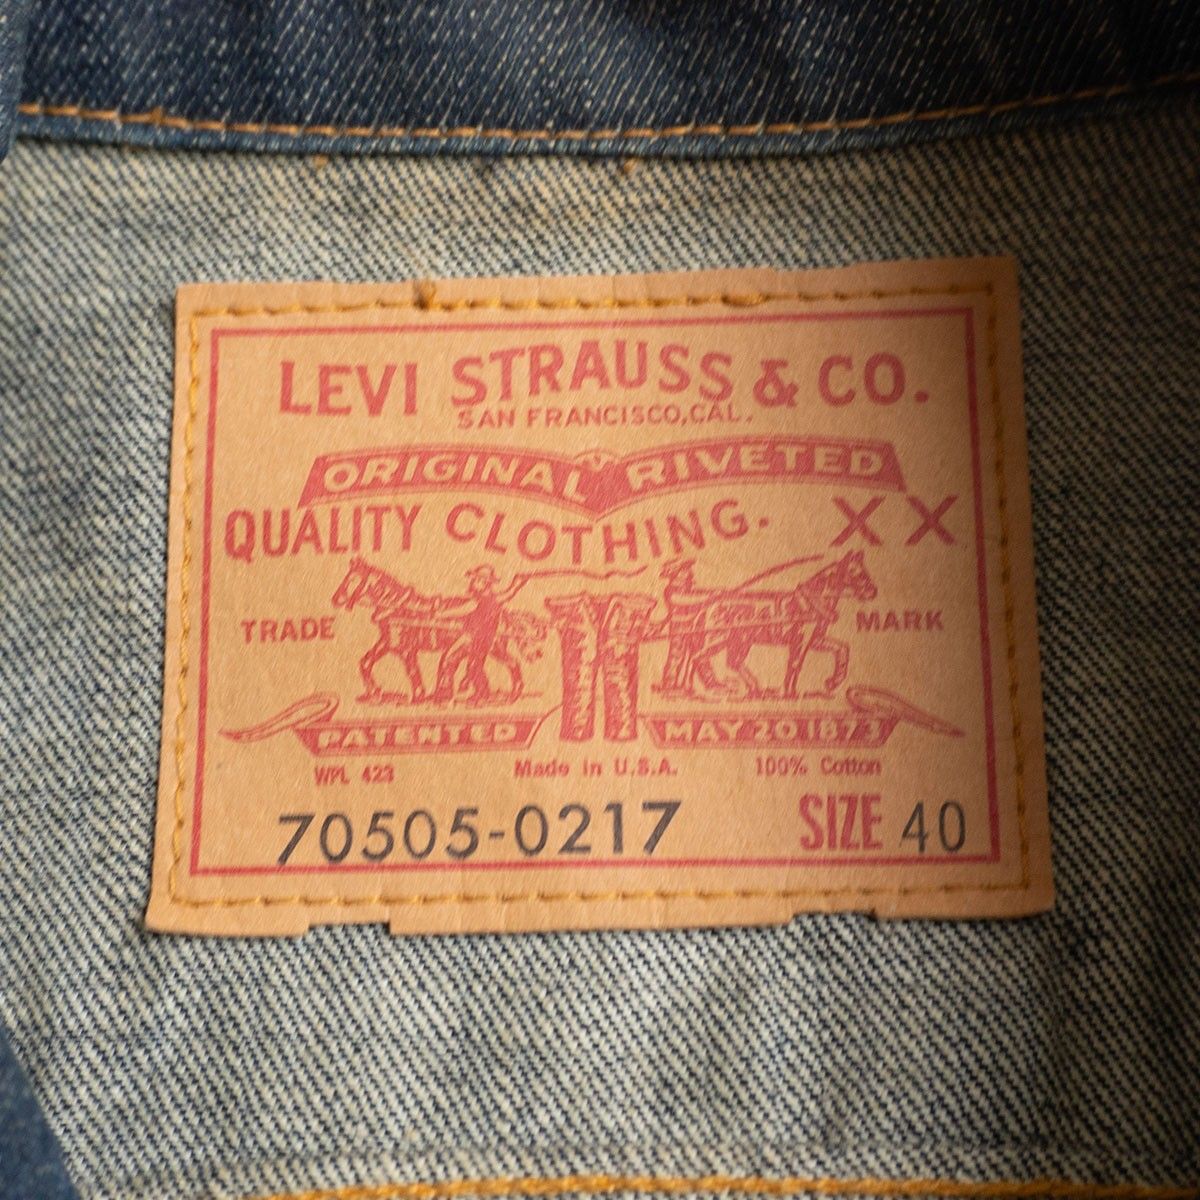 LEVI STRAUSS & CO.
SAN FRANCISCO, CAL.
ORIGINAL RIVETED
QUALITY CLOTHING. XX
TRADE MARK
PATENTED MAY 20 1873
WPL 423 Made in U.S.A. 100% Cotton
70505-0217 SIZE 40